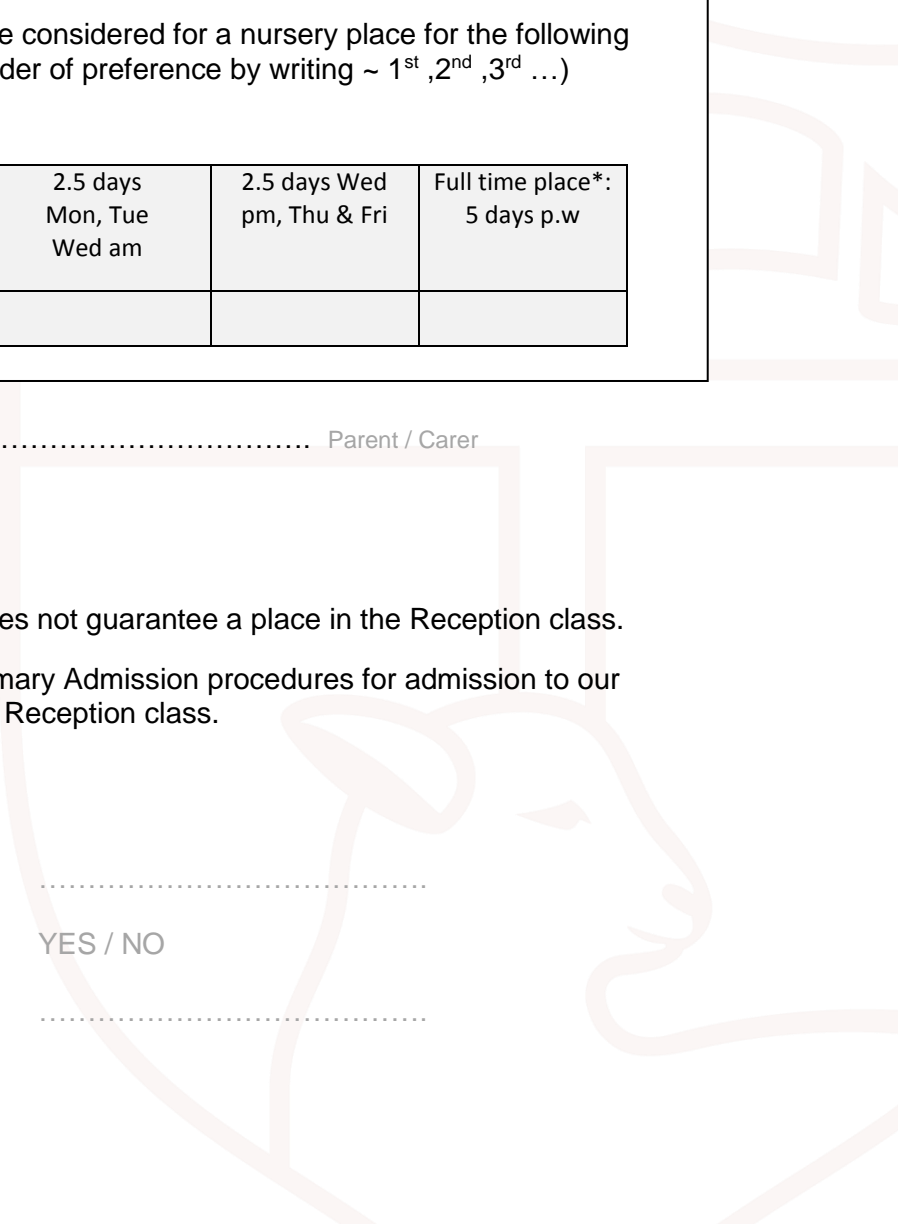 e considered for a nursery place for the following
der of preference by writing ~ 1st ,2nd ,3rd …)
2.5 days
Mon, Tue
Wed am
2.5 days Wed
pm, Thu & Fri
Full time place*:
5 days p.w
…………………………. Parent / Carer
es not guarantee a place in the Reception class.
mary Admission procedures for admission to our
Reception class.
………………………………….
YES / NO
………………………………….